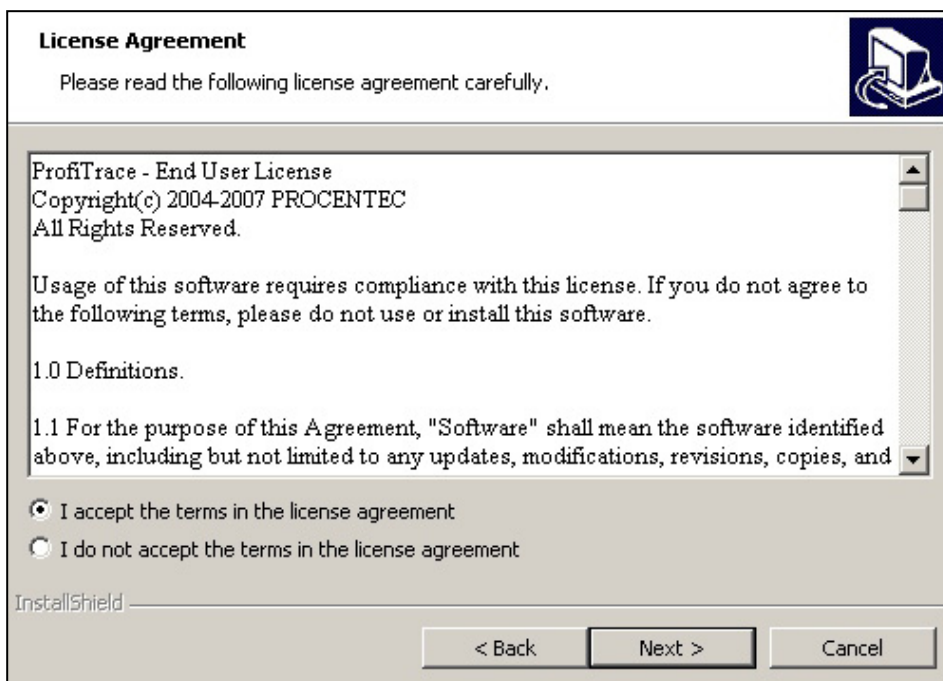 License Agreement
Please read the following license agreement carefully.
ProfiTrace - End User License
Copyright(c) 2004-2007 PROCENTEC
All Rights Reserved.
Usage of this software requires compliance with this license. If you do not agree to
the following terms, please do not use or install this software.
1.0 Definitions.
1.1 For the purpose of this Agreement, "Software" shall mean the software identified
above, including but not limited to any updates, modifications, revisions, copies, and
I accept the terms in the license agreement
I do not accept the terms in the license agreement
InstallShield
< Back Next > Cancel